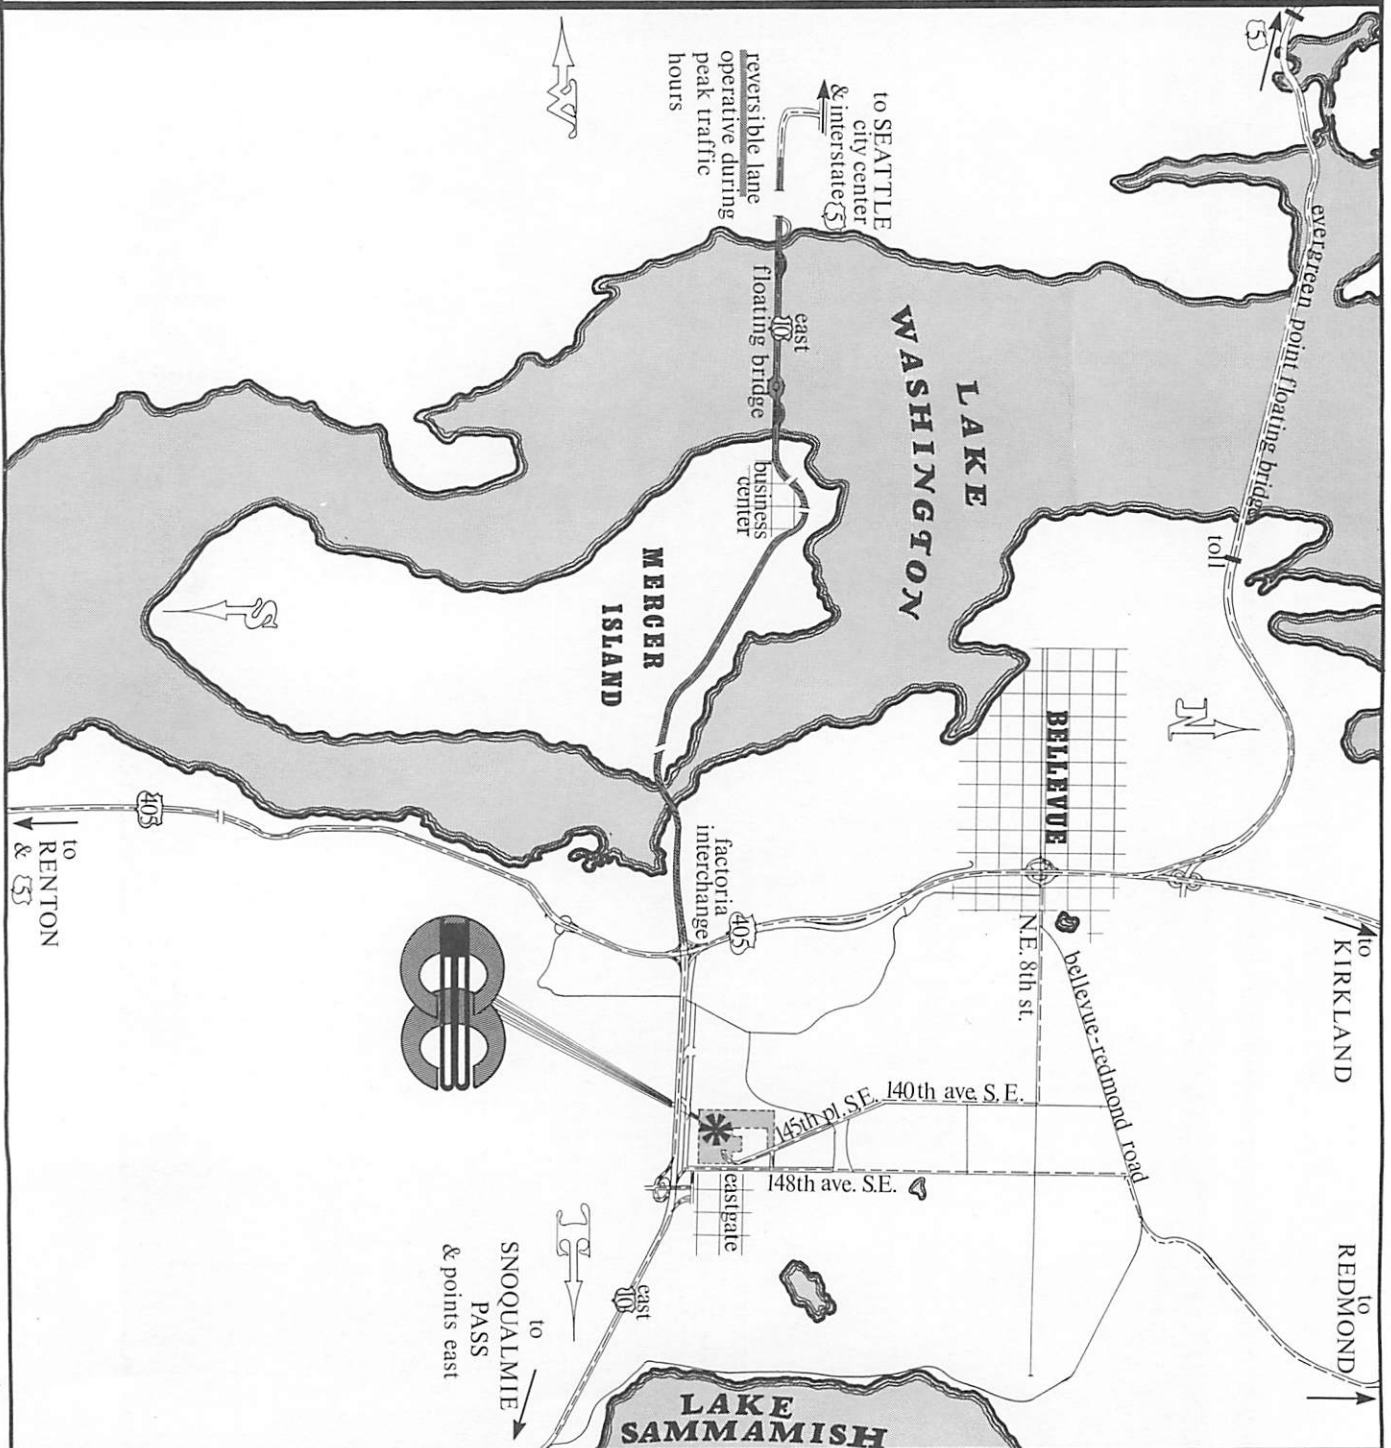 5
W
reversible lane
operative during
peak traffic
hours
to SEATTLE
city center
& interstate 5
evergreen point floating bridge
east
10
floating bridge
LAKE
WASHINGTON
business
center
toll
MERCER
ISLAND
S
N
BELLEVUE
405
to
RENTON
& 5
factoria
interchange
405
N.E. 8th st.
to
KIRKLAND
bellevue-redmond road
140th ave. S.E.
145th pl. S.E.
148th ave. S.E.
eastgate
E
east
10
to
SNOQUALMIE
PASS
& points east
to
REDMOND
LAKE
SAMMAMISH